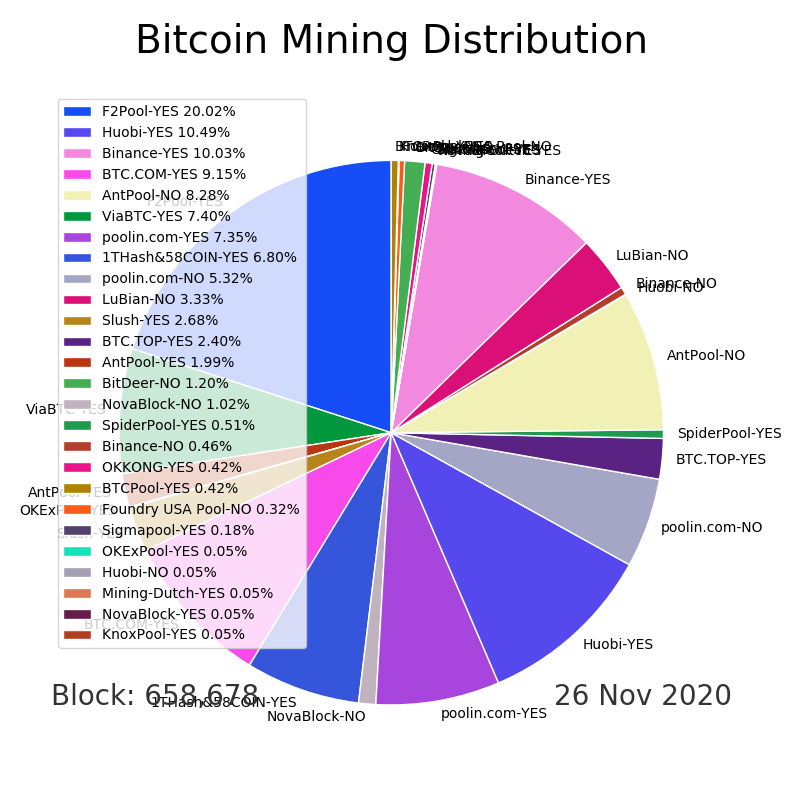 Bitcoin Mining Distribution
F2Pool-YES 20.02%
Huobi-YES 10.49%
Binance-YES 10.03%
BTC.COM-YES 9.15%
AntPool-NO 8.28%
ViaBTC-YES 7.40%
poolin.com-YES 7.35%
1THash&58COIN-YES 6.80%
poolin.com-NO 5.32%
LuBian-NO 3.33%
Slush-YES 2.68%
BTC.TOP-YES 2.40%
AntPool-YES 1.99%
BitDeer-NO 1.20%
NovaBlock-NO 1.02%
SpiderPool-YES 0.51%
Binance-NO 0.46%
OKKONG-YES 0.42%
BTCPool-YES 0.42%
Foundry USA Pool-NO 0.32%
Sigmapool-YES 0.18%
OKExPool-YES 0.05%
Huobi-NO 0.05%
Mining-Dutch-YES 0.05%
NovaBlock-YES 0.05%
KnoxPool-YES 0.05%
Binance-YES
LuBian-NO
Binance-NO
Huobi-NO
AntPool-NO
SpiderPool-YES
BTC.TOP-YES
poolin.com-NO
Huobi-YES
poolin.com-YES
NovaBlock-NO
1THash&58COIN-YES
BTC.COM-YES
Slush-YES
OKExPool-YES
AntPool-YES
ViaBTC-YES
F2Pool-YES
Block: 658,678
26 Nov 2020